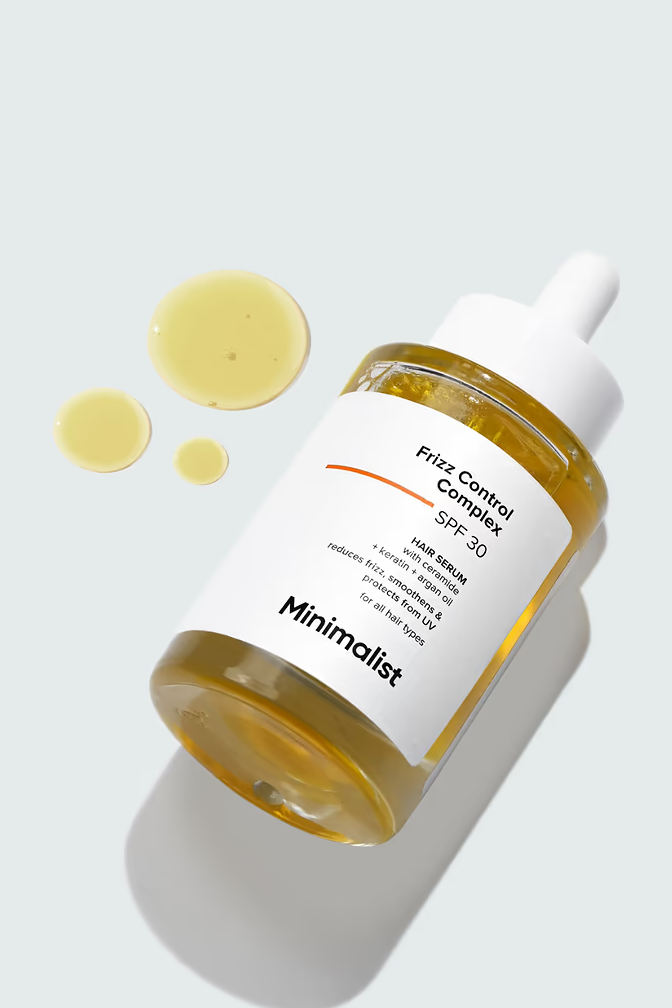 Frizz Control
Complex
SPF 30
HAIR SERUM
with ceramide
+ keratin + argan oil
reduces frizz, smoothens &
protects from UV
for all hair types
Minimalist